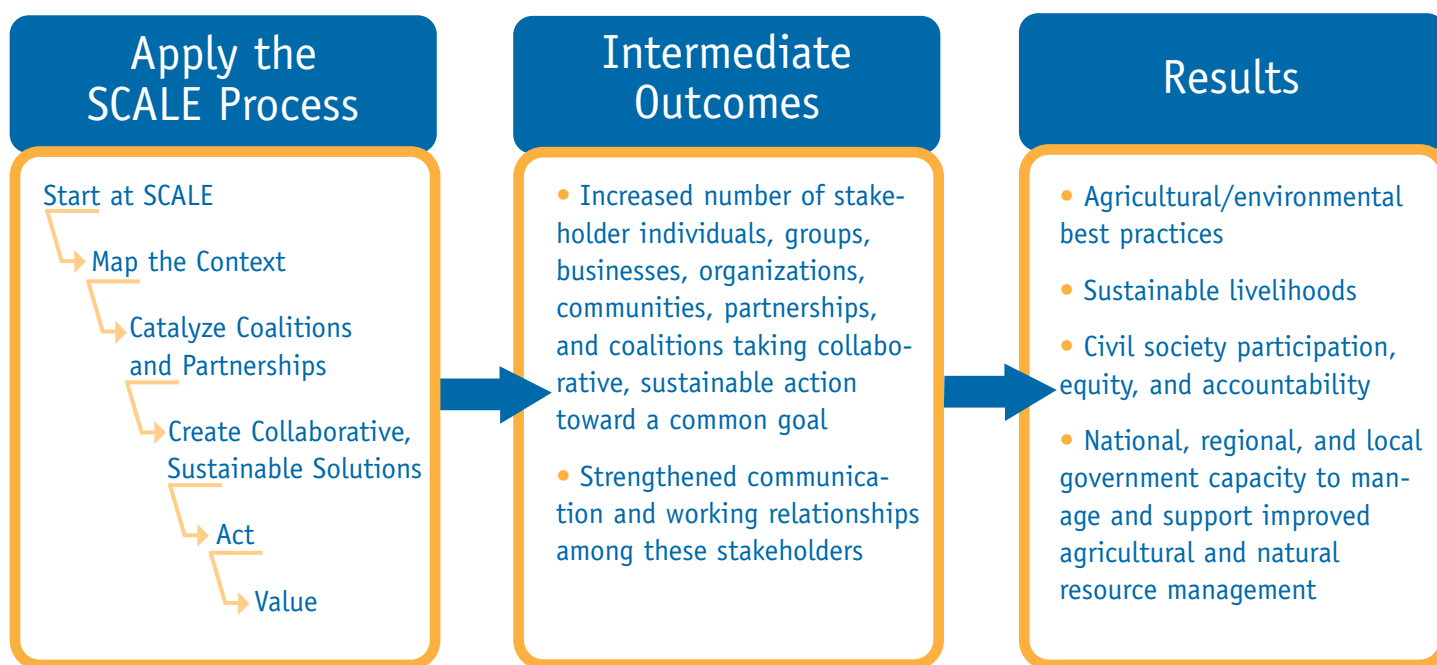 Apply the
SCALE Process
Start at SCALE
Map the Context
Catalyze Coalitions
and Partnerships
Create Collaborative,
Sustainable Solutions
Act
Value
Intermediate
Outcomes
• Increased number of stake-
holder individuals, groups,
businesses, organizations,
communities, partnerships,
and coalitions taking collabo-
rative, sustainable action
toward a common goal
• Strengthened communica-
tion and working relationships
among these stakeholders
Results
• Agricultural/environmental
best practices
• Sustainable livelihoods
• Civil society participation,
equity, and accountability
• National, regional, and local
government capacity to man-
age and support improved
agricultural and natural
resource management